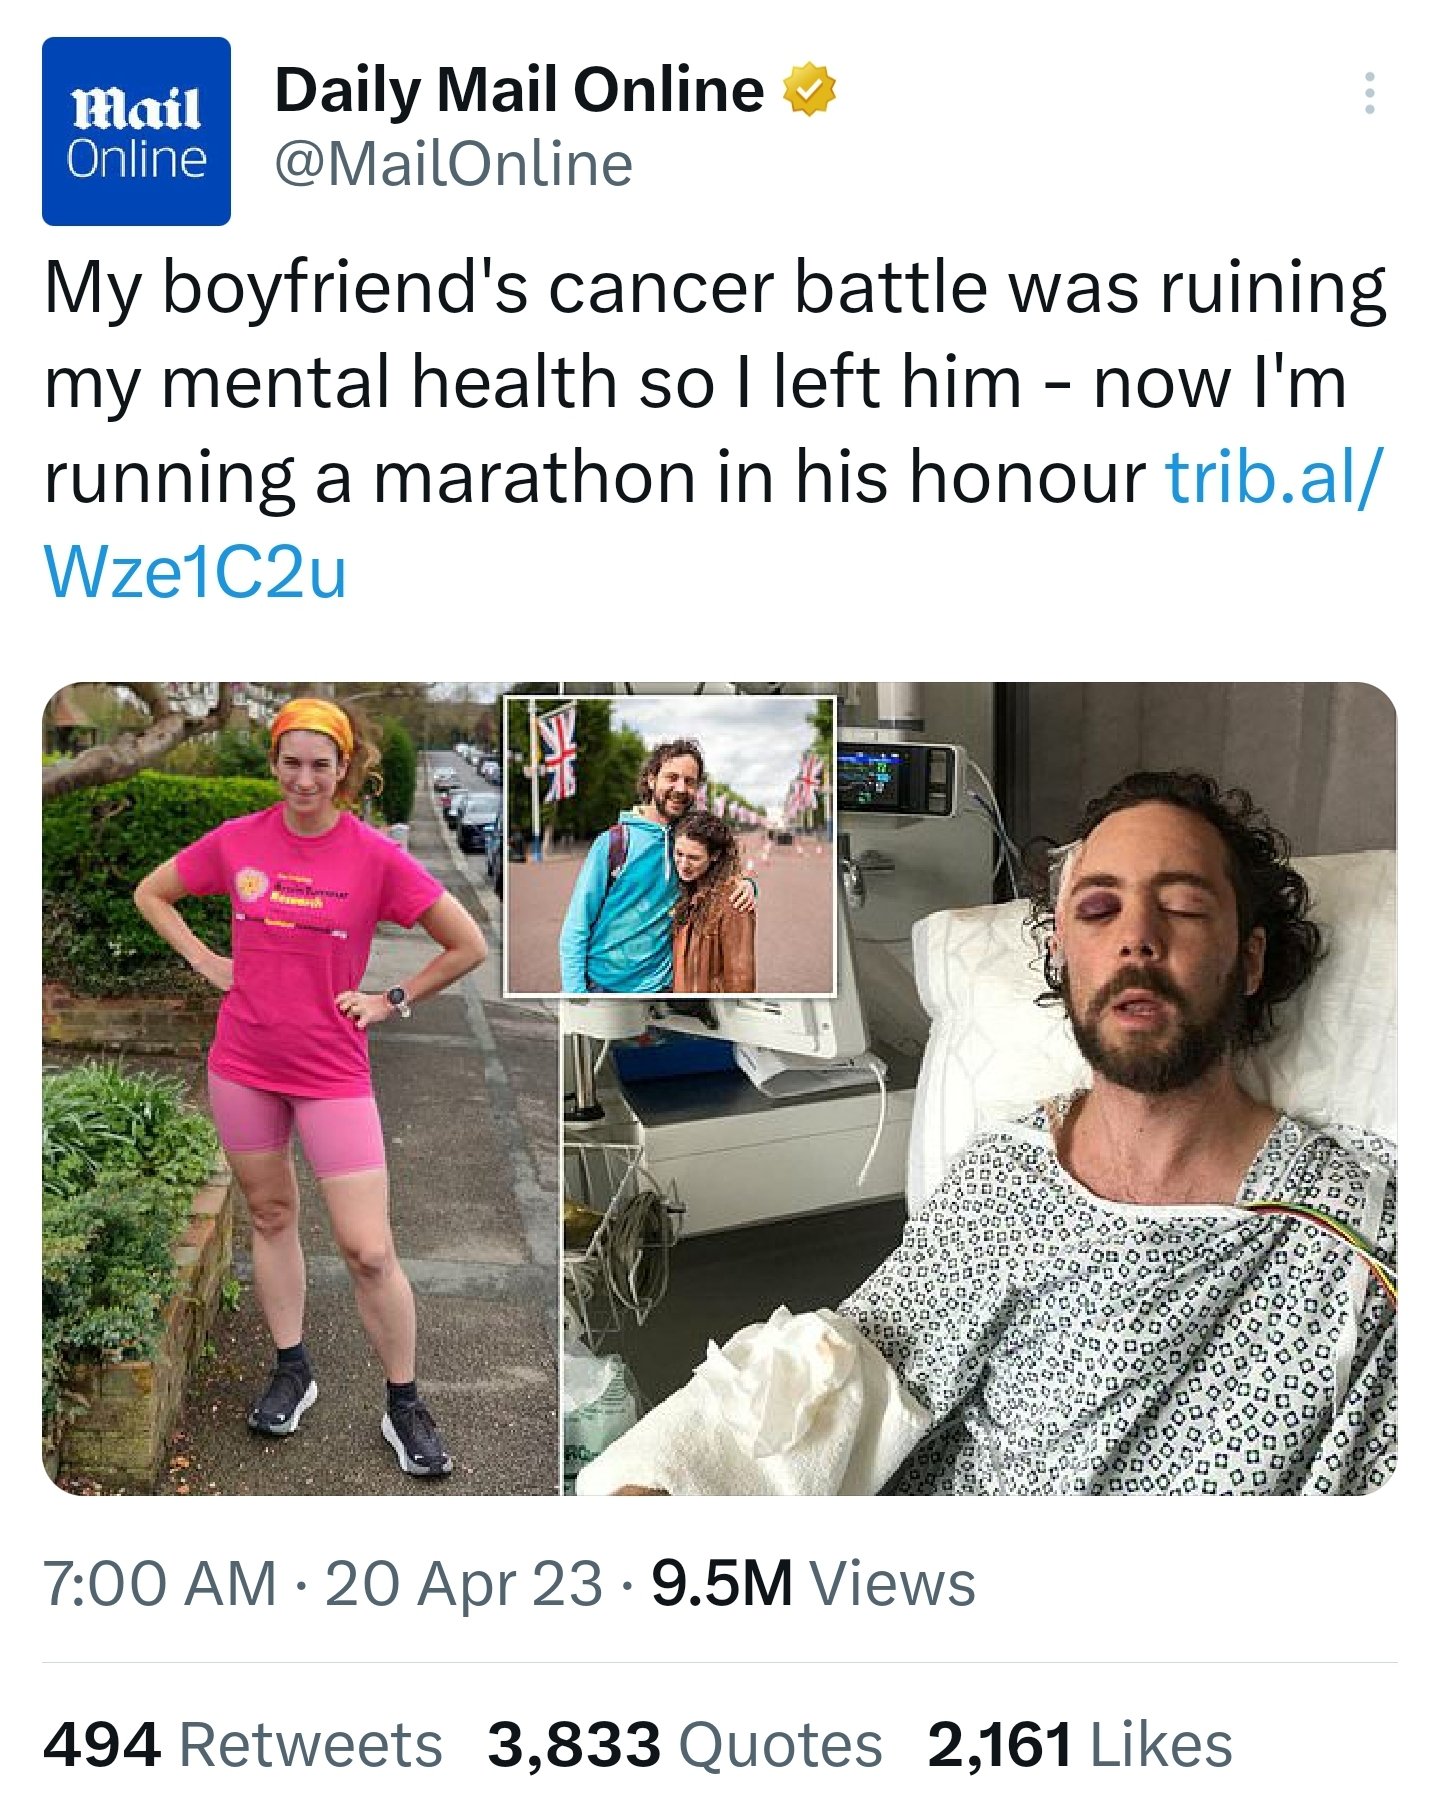 Mail
Online
Daily Mail Online
@MailOnline
My boyfriend's cancer battle was ruining
my mental health so I left him - now I'm
running a marathon in his honour trib.al/
Wze1C2u
Research
7:00 AM · 20 Apr 23 · 9.5M Views
494 Retweets 3,833 Quotes 2,161 Likes